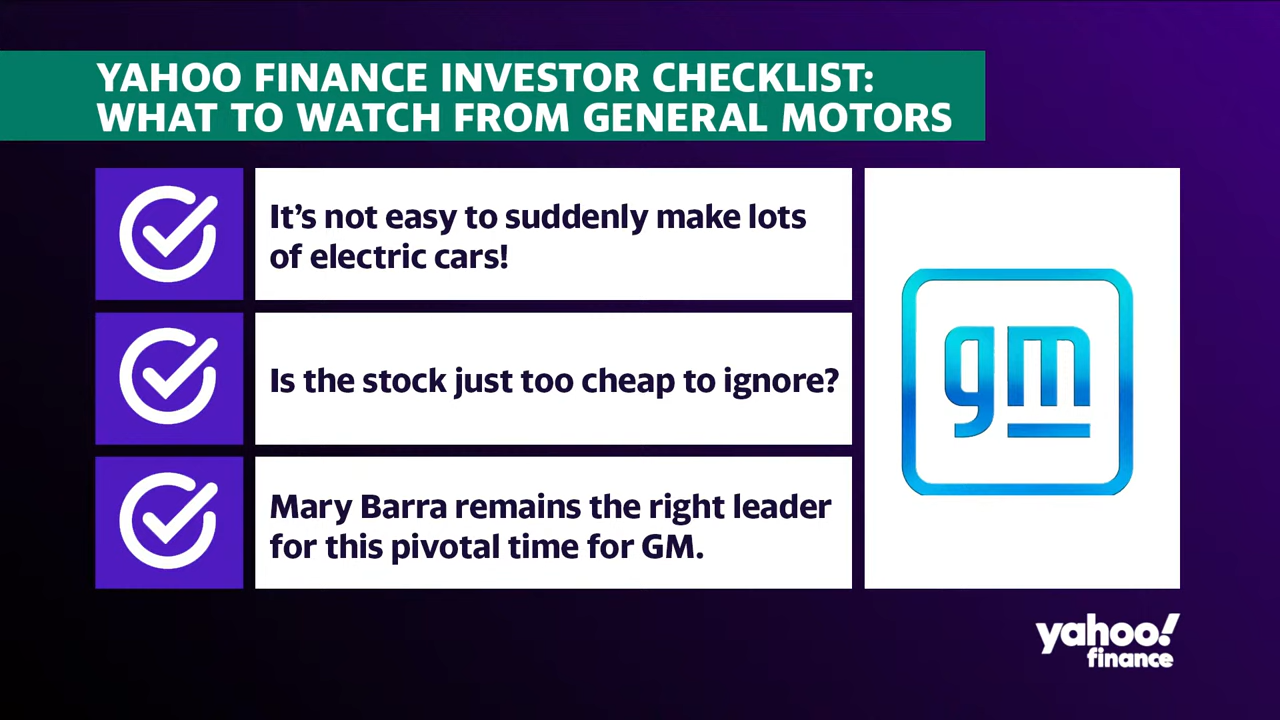 YAHOO FINANCE INVESTOR CHECKLIST:
WHAT TO WATCH FROM GENERAL MOTORS
It’s not easy to suddenly make lots
of electric cars!
Is the stock just too cheap to ignore?
Mary Barra remains the right leader
for this pivotal time for GM.
gm
yahoo!
finance